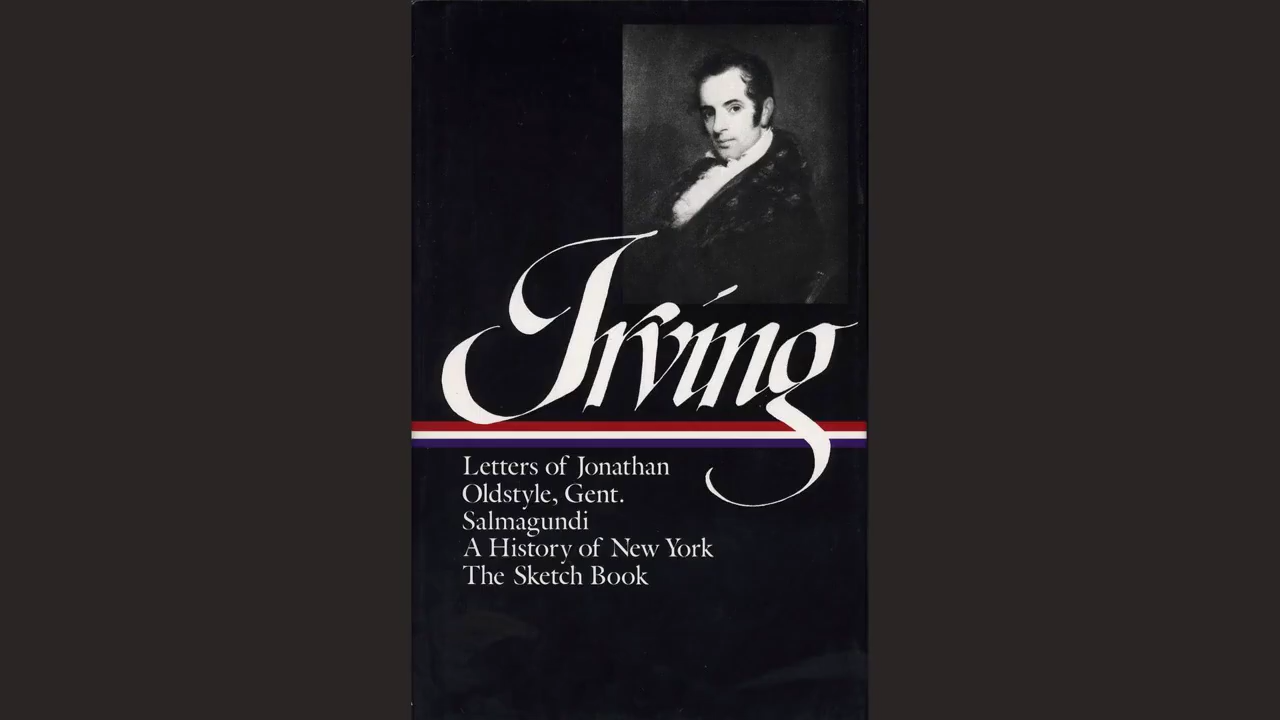 Irving
Letters of Jonathan
Oldstyle, Gent.
Salmagundi
A History of New York
The Sketch Book